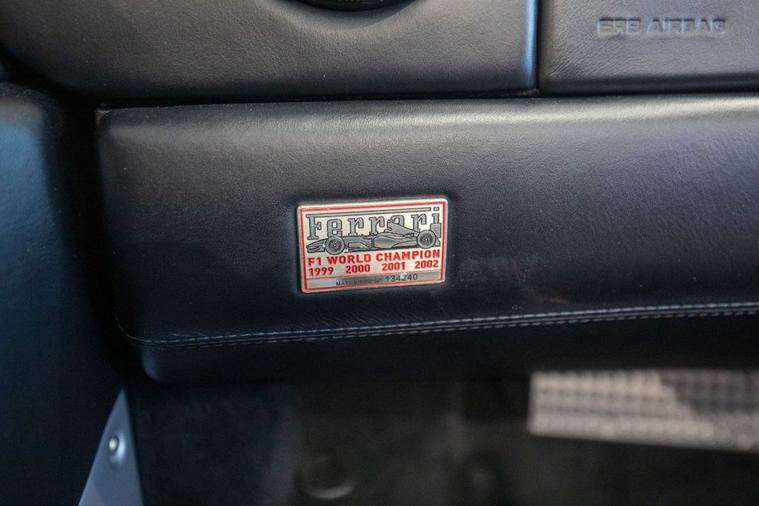 SRS AIRBAG
Ferrari
F1 WORLD CHAMPION
1999 2000 2001 2002
134240